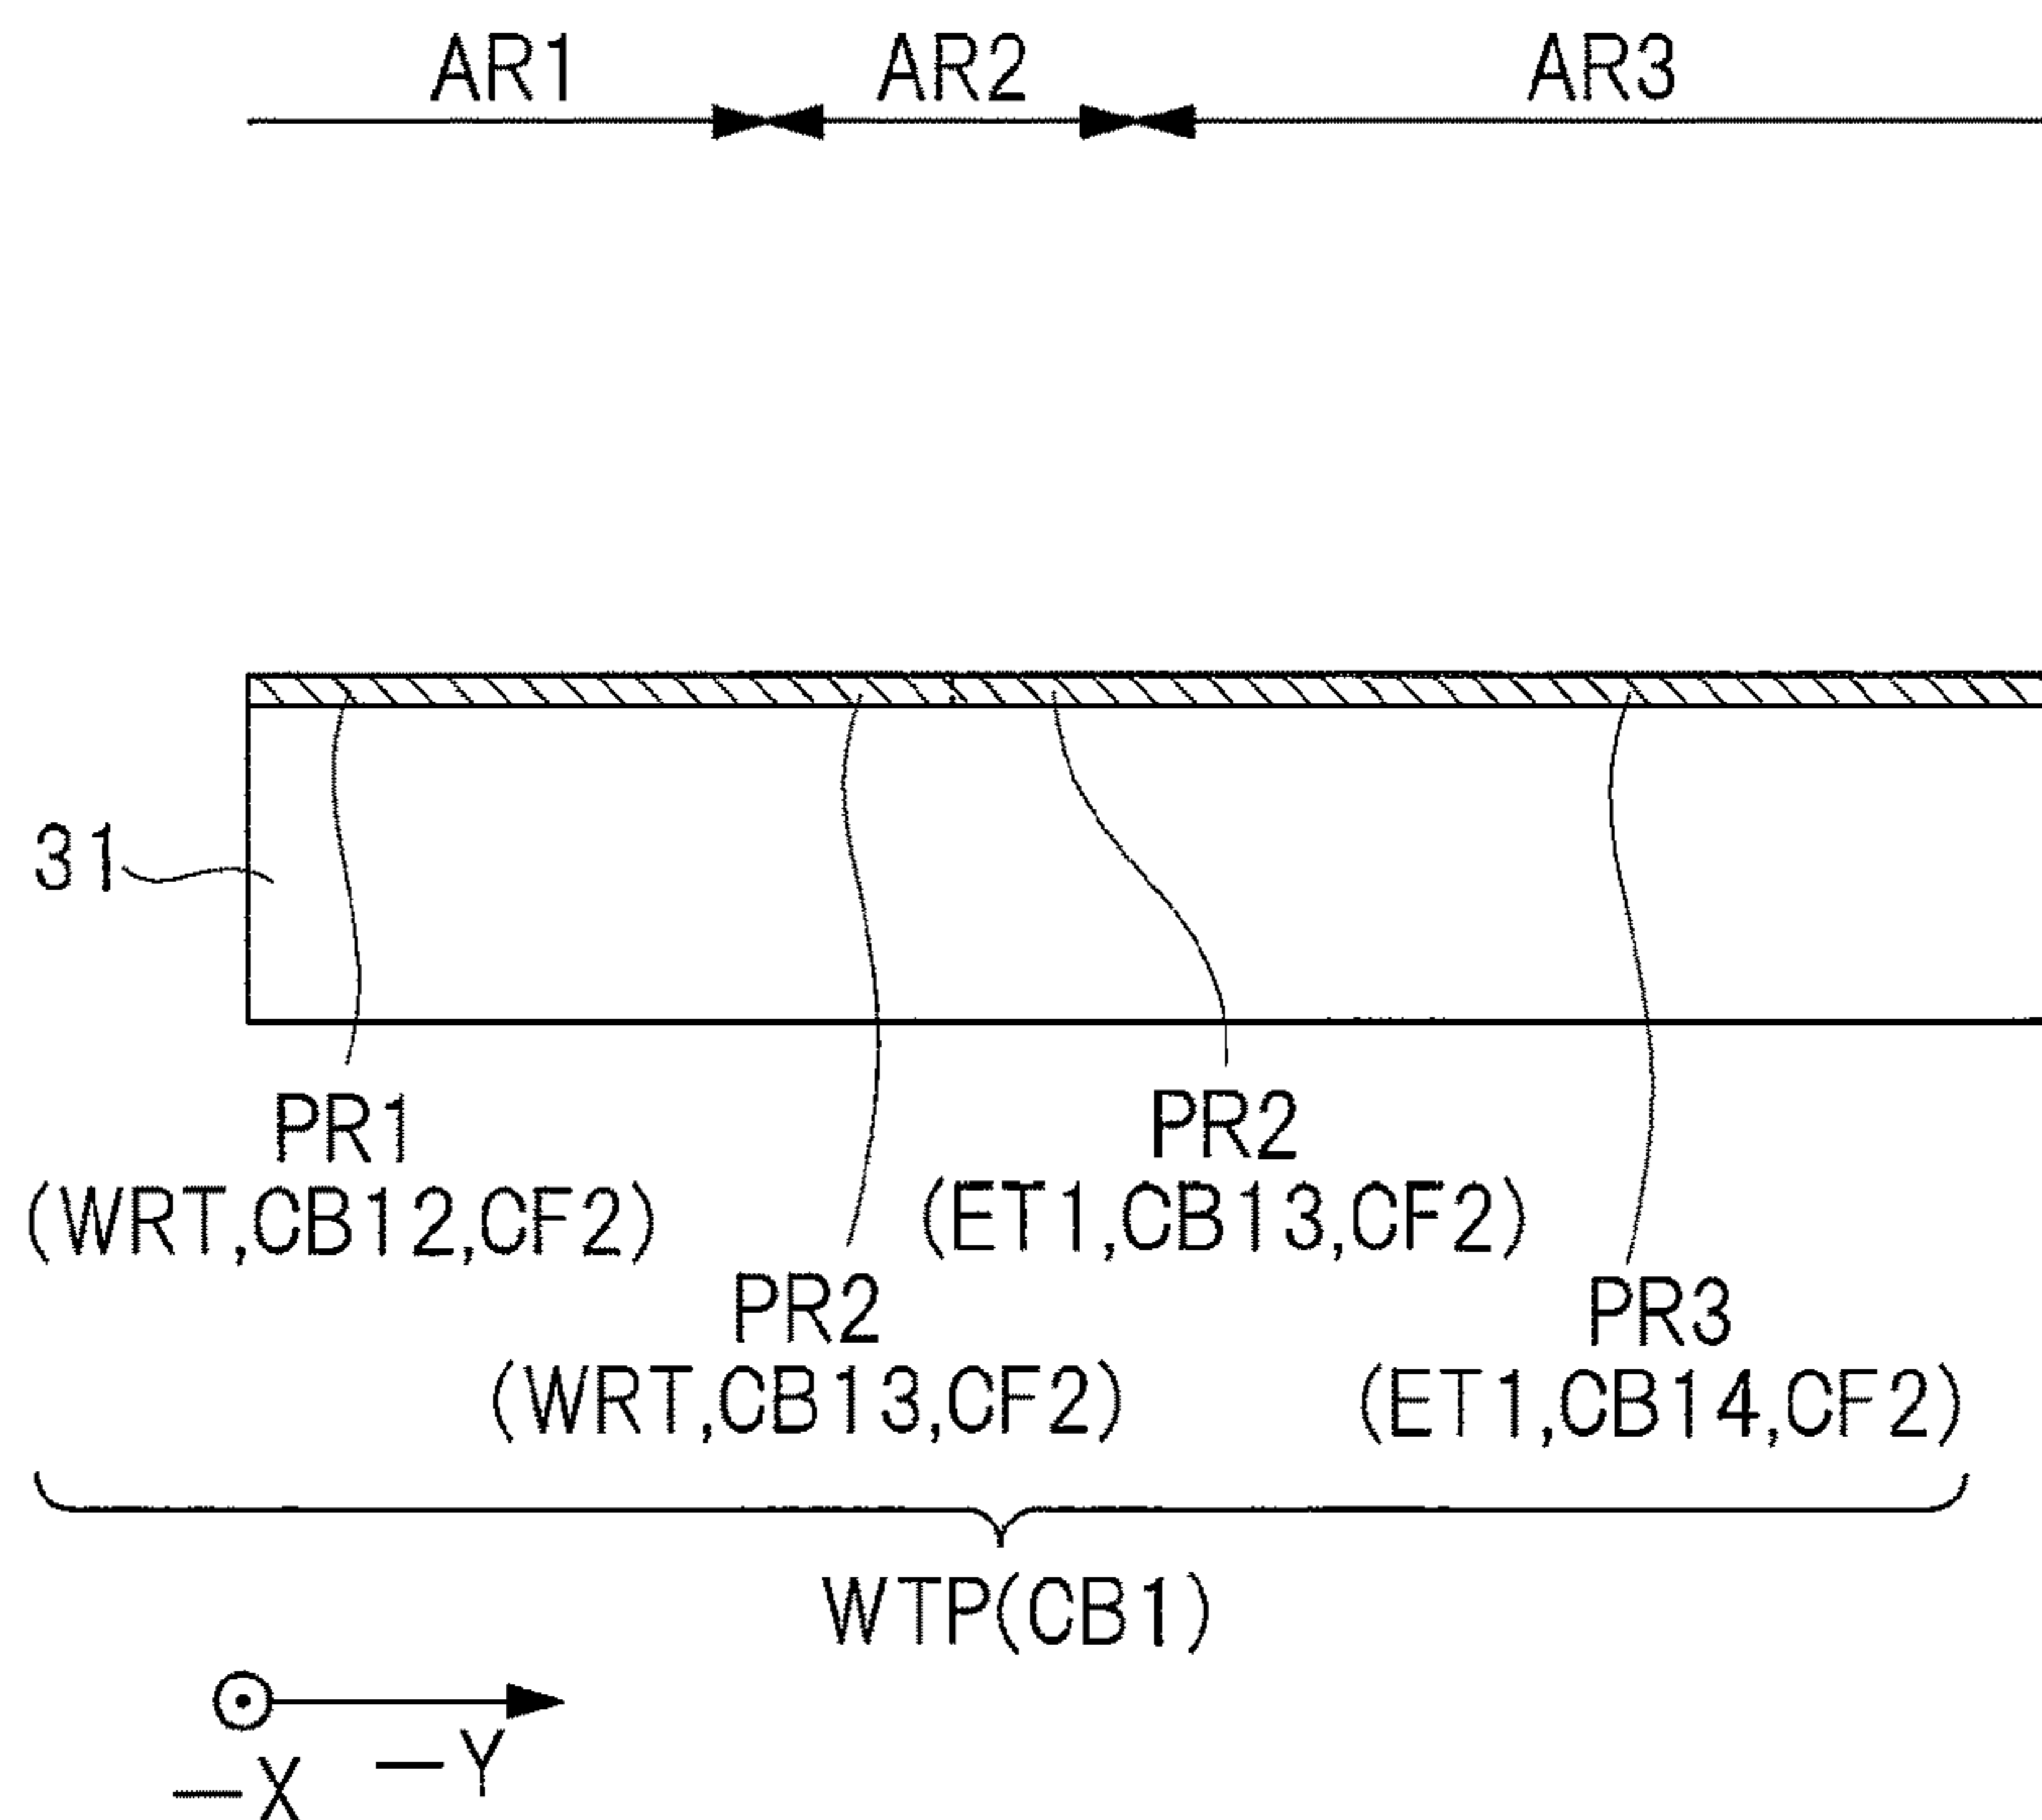 AR1 AR2 AR3
31
PR1 PR2
(WRT,CB12,CF2) (ET1,CB13,CF2)
PR2 PR3
(WRT,CB13,CF2) (ET1,CB14,CF2)
WTP(CB1)
−Y
−X